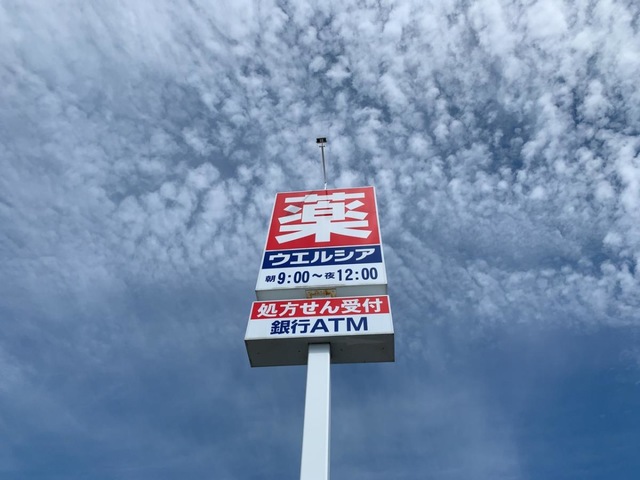 薬
ウエルシア
朝9:00〜夜12:00
処方せん受付
銀行ATM